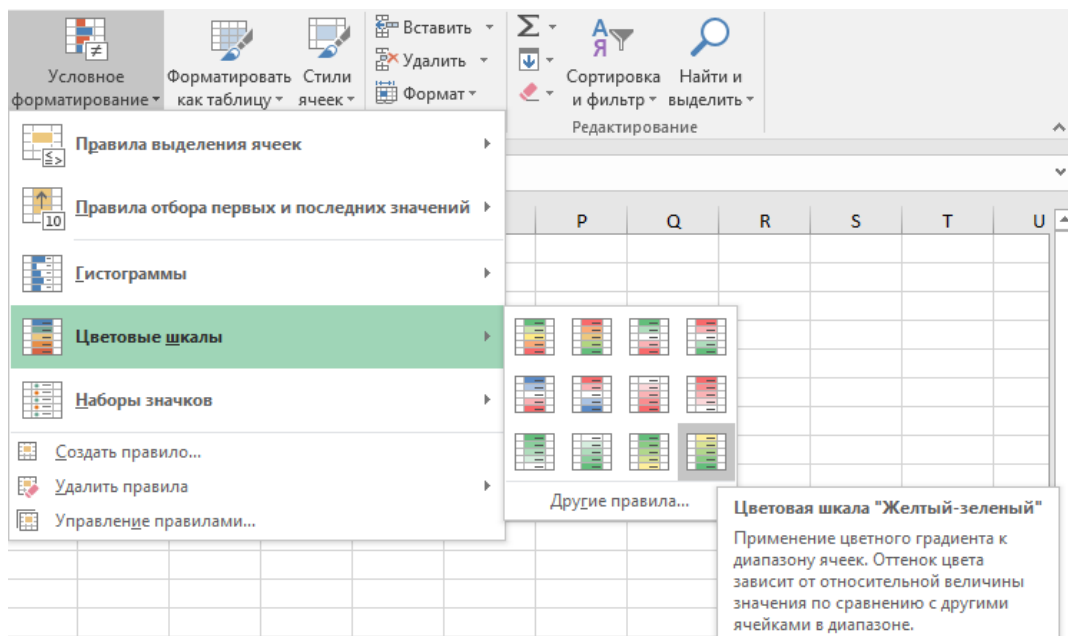 Условное
форматирование
Форматировать
как таблицу
Стили
ячеек
Вставить
Удалить
Формат
Сортировка
и фильтр
Найти и
выделить
Редактирование
Правила выделения ячеек
Правила отбора первых и последних значений
10
Гистограммы
Цветовые шкалы
Наборы значков
Создать правило...
Удалить правила
Управление правилами...
P Q R S T U
Другие правила...
Цветовая шкала "Желтый-зеленый"
Применение цветного градиента к
диапазону ячеек. Оттенок цвета
зависит от относительной величины
значения по сравнению с другими
ячейками в диапазоне.